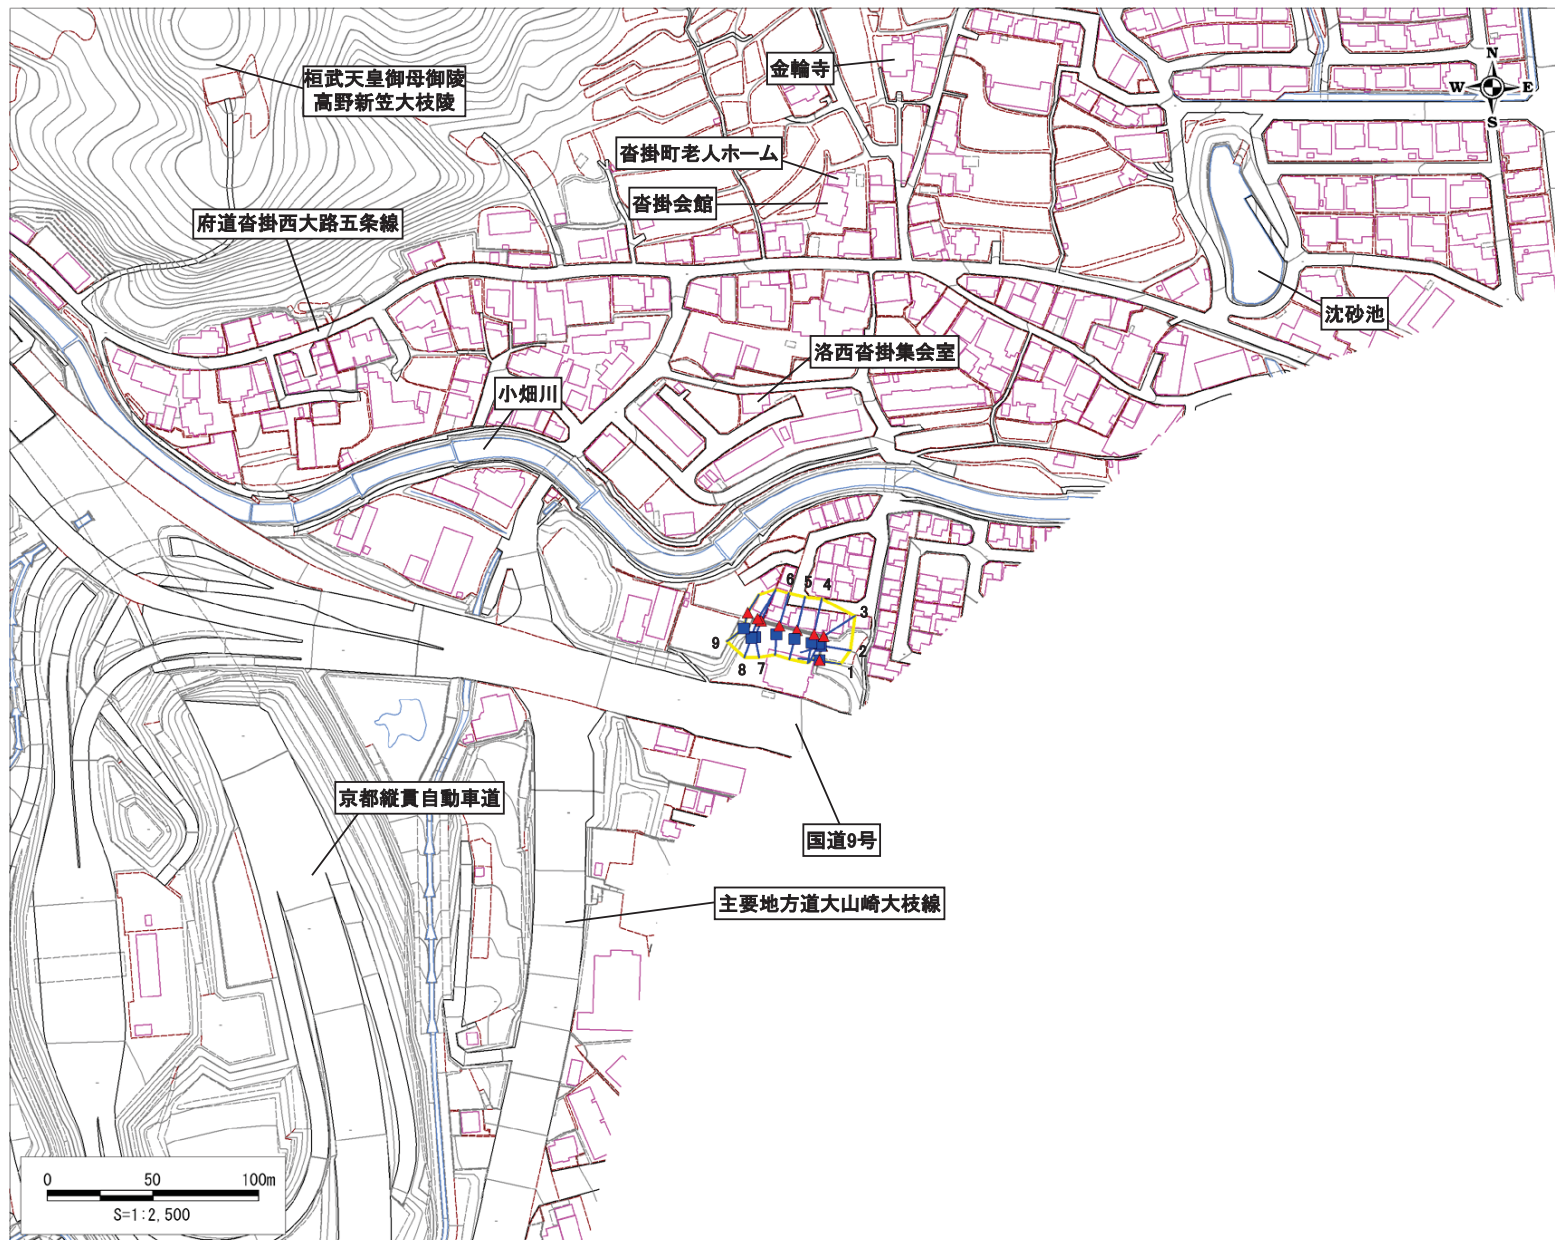 桓武天皇御母御陵
高野新笠大枝陵
金輪寺
N
W
E
S
沓掛町老人ホーム
沓掛会館
府道沓掛西大路五条線
沈砂池
洛西沓掛集会室
小畑川
6
5
4
3
9
2
8
7
1
京都縦貫自動車道
国道9号
主要地方道大山崎大枝線
0
50
100m
S=1:2,500